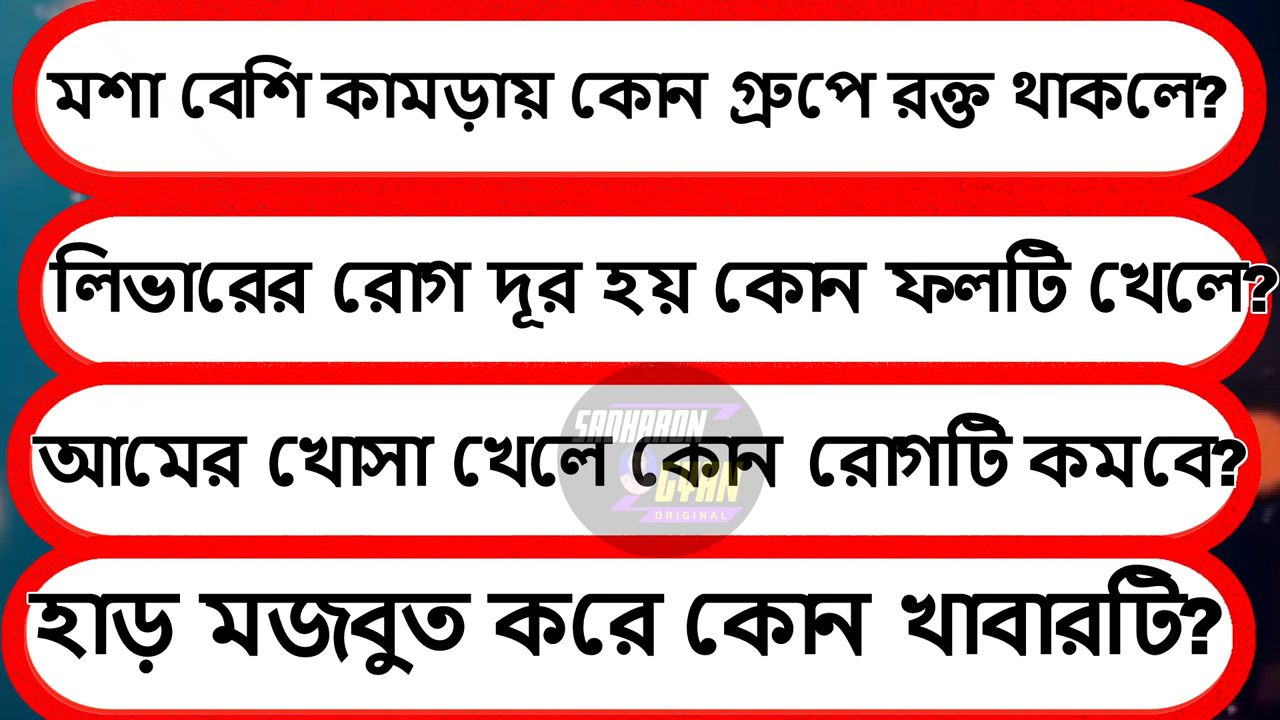 মশা বেশি কামড়ায় কোন গ্রুপে রক্ত থাকলে?
লিভারের রোগ দূর হয় কোন ফলটি খেলে?
আমের খোসা খেলে কোন রোগটি কমবে?
SADHARON
GYAN
ORIGINAL
হাড় মজবুত করে কোন খাবারটি?